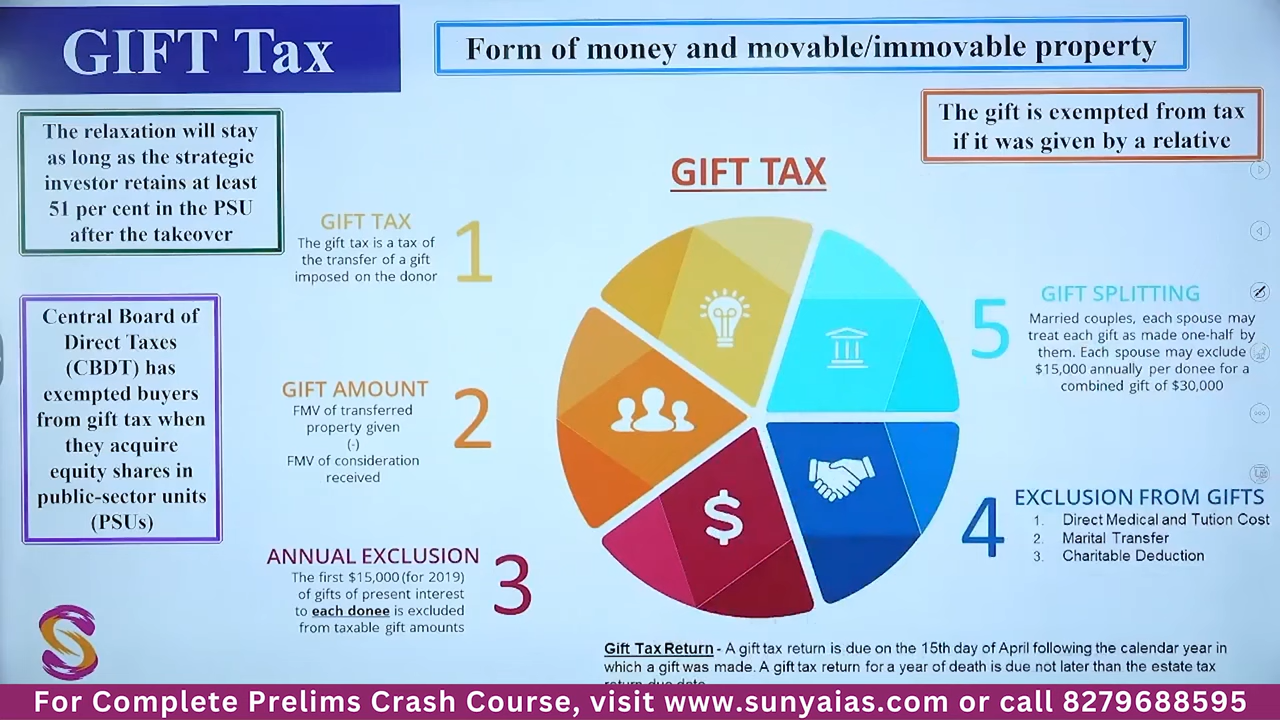 GIFT Tax
Form of money and movable/immovable property
The relaxation will stay
as long as the strategic
investor retains at least
51 per cent in the PSU
after the takeover
The gift is exempted from tax
if it was given by a relative
GIFT TAX
GIFT TAX
The gift tax is a tax of
the transfer of a gift
imposed on the donor
1
Central Board of
Direct Taxes
(CBDT) has
exempted buyers
from gift tax when
they acquire
equity shares in
public-sector units
(PSUs)
GIFT AMOUNT
FMV of transferred
property given
(-)
FMV of consideration
received
2
ANNUAL EXCLUSION
The first $15,000 (for 2019)
of gifts of present interest
to each donee is excluded
from taxable gift amounts
3
$
5
GIFT SPLITTING
Married couples, each spouse may
treat each gift as made one-half by
them. Each spouse may exclude
$15,000 annually per donee for a
combined gift of $30,000
4
EXCLUSION FROM GIFTS
1. Direct Medical and Tution Cost
2. Marital Transfer
3. Charitable Deduction
Gift Tax Return - A gift tax return is due on the 15th day of April following the calendar year in
which a gift was made. A gift tax return for a year of death is due not later than the estate tax
return due date
S
For Complete Prelims Crash Course, visit www.sunyaias.com or call 8279688595